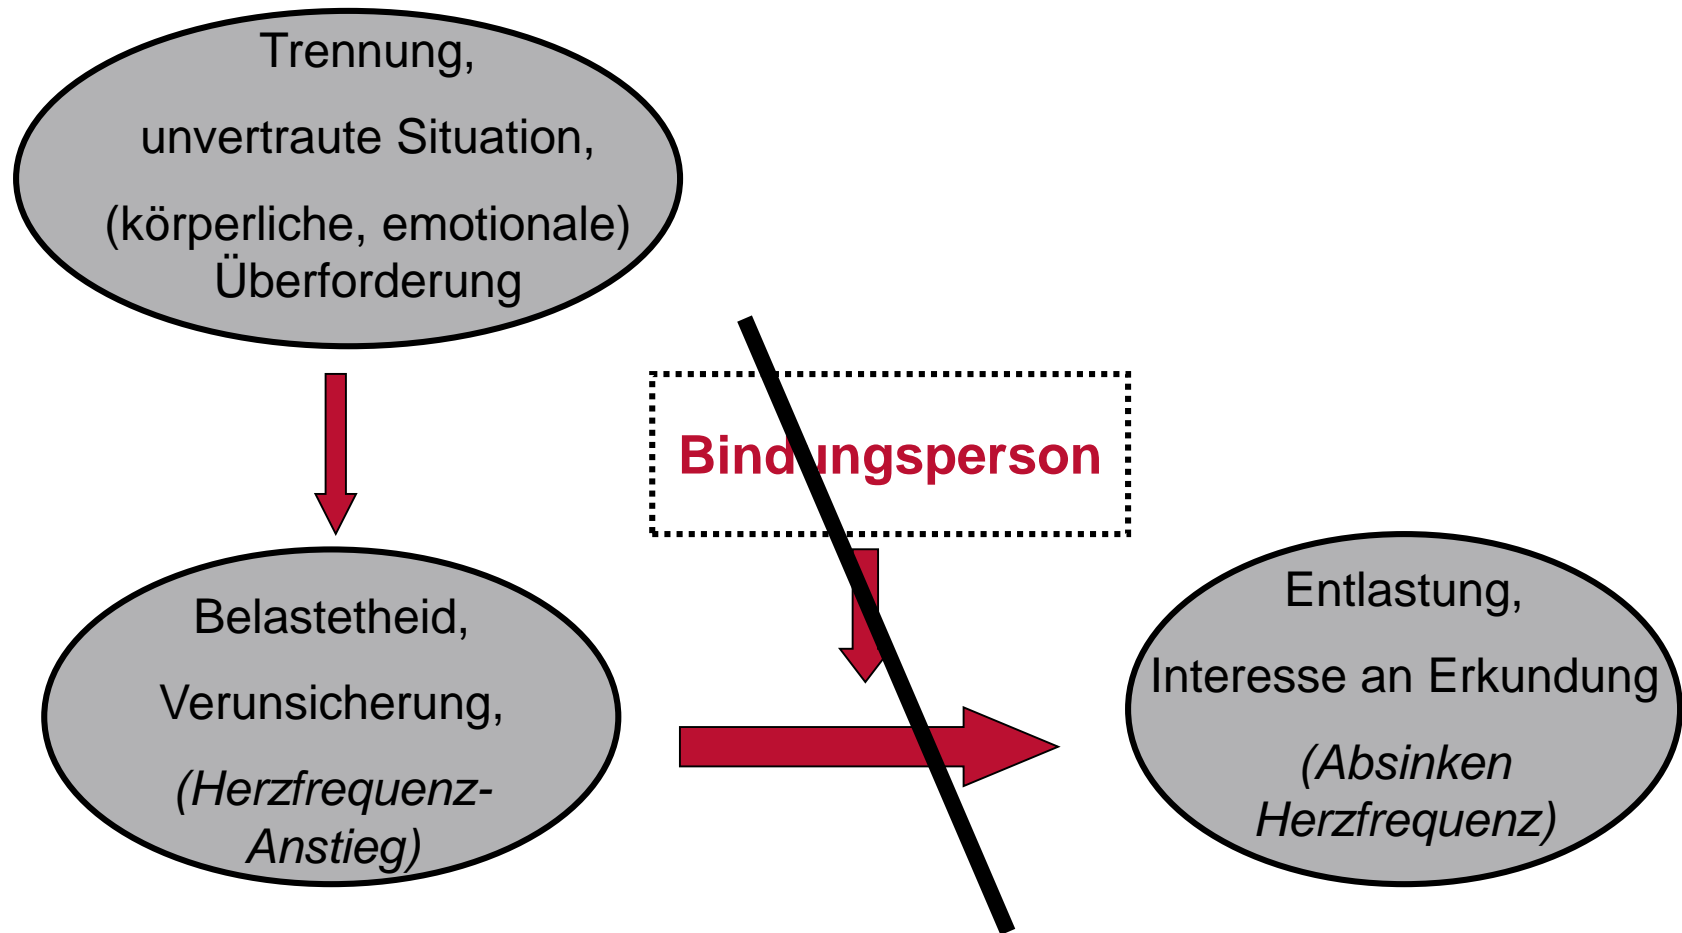 Trennung,
unvertraute Situation,
(körperliche, emotionale)
Überforderung
Bindungsperson
Belastetheid,
Verunsicherung,
(Herzfrequenz-
Anstieg)
Entlastung,
Interesse an Erkundung
(Absinken
Herzfrequenz)